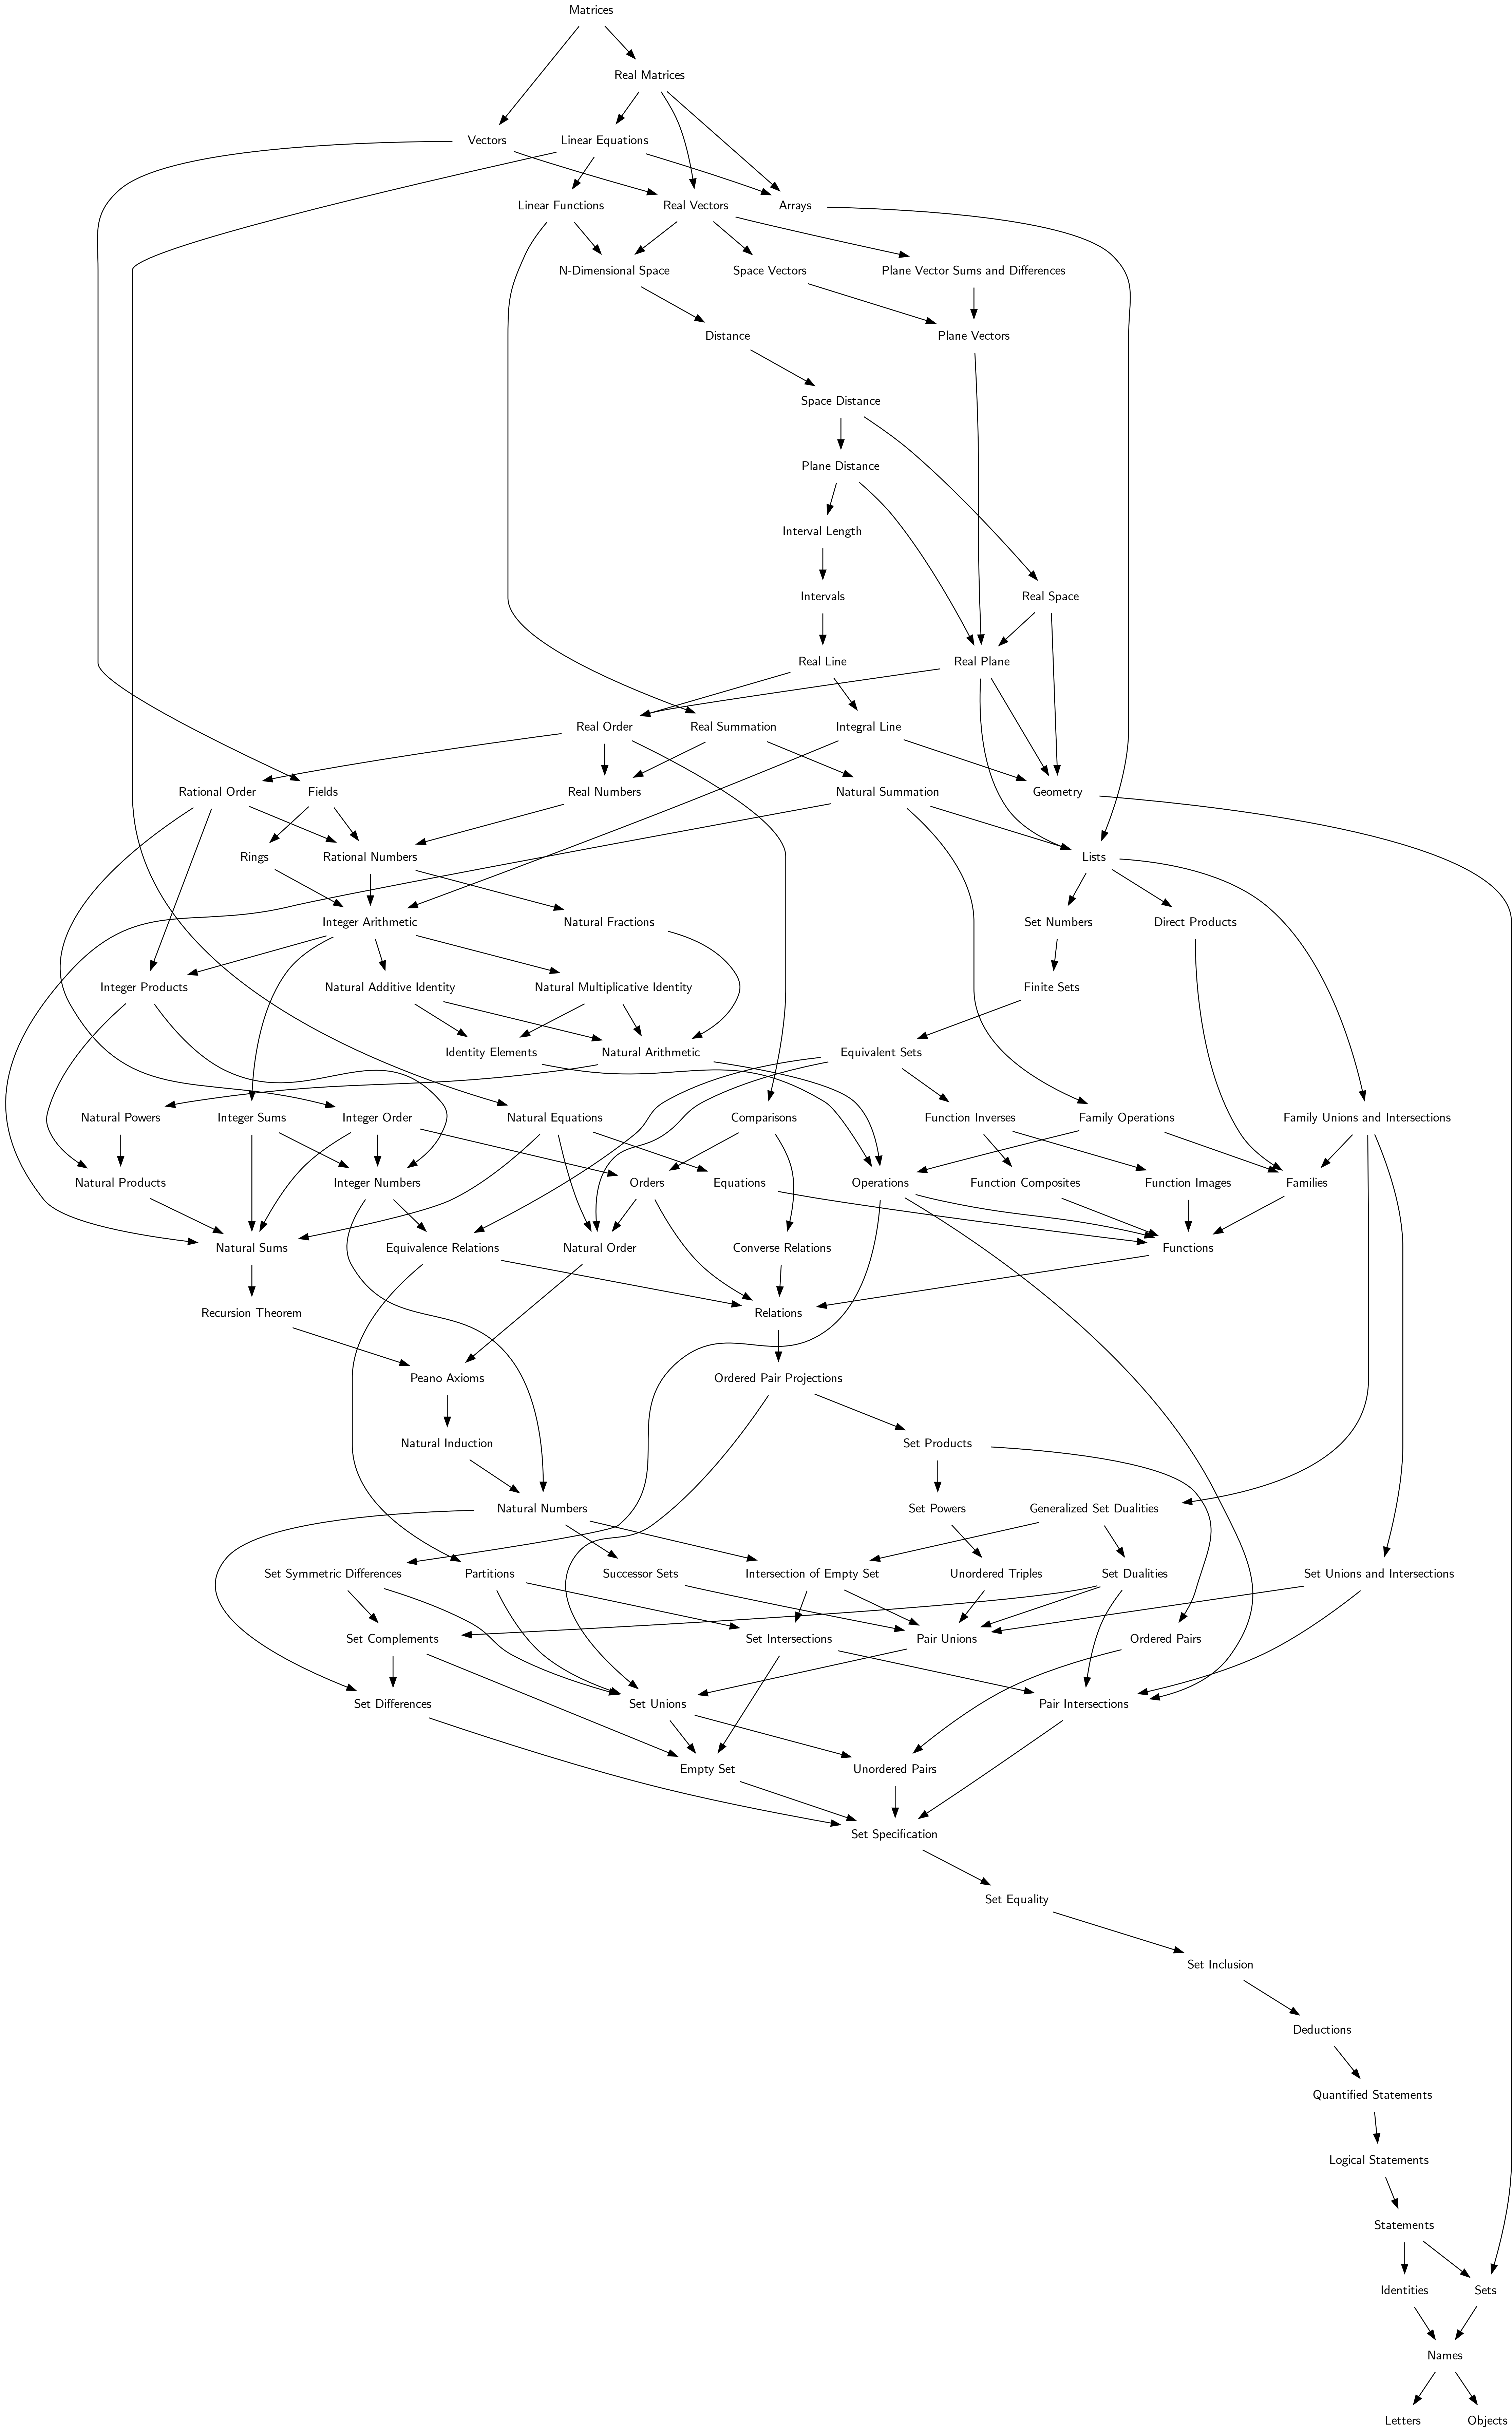 Matrices
Real Matrices
Vectors
Linear Equations
Linear Functions
Real Vectors
Arrays
N-Dimensional Space
Space Vectors
Plane Vector Sums and Differences
Distance
Plane Vectors
Space Distance
Plane Distance
Interval Length
Intervals
Real Space
Real Line
Real Plane
Real Order
Real Summation
Integral Line
Rational Order
Fields
Real Numbers
Natural Summation
Geometry
Rings
Rational Numbers
Lists
Integer Arithmetic
Natural Fractions
Set Numbers
Direct Products
Integer Products
Natural Additive Identity
Natural Multiplicative Identity
Finite Sets
Identity Elements
Natural Arithmetic
Equivalent Sets
Natural Powers
Integer Sums
Integer Order
Natural Equations
Comparisons
Function Inverses
Family Operations
Family Unions and Intersections
Natural Products
Integer Numbers
Orders
Equations
Operations
Function Composites
Function Images
Families
Natural Sums
Equivalence Relations
Natural Order
Converse Relations
Functions
Recursion Theorem
Relations
Peano Axioms
Ordered Pair Projections
Natural Induction
Set Products
Natural Numbers
Set Powers
Generalized Set Dualities
Set Symmetric Differences
Partitions
Successor Sets
Intersection of Empty Set
Unordered Triples
Set Dualities
Set Unions and Intersections
Set Complements
Set Intersections
Pair Unions
Ordered Pairs
Set Differences
Set Unions
Pair Intersections
Empty Set
Unordered Pairs
Set Specification
Set Equality
Set Inclusion
Deductions
Quantified Statements
Logical Statements
Statements
Identities
Sets
Names
Letters
Objects